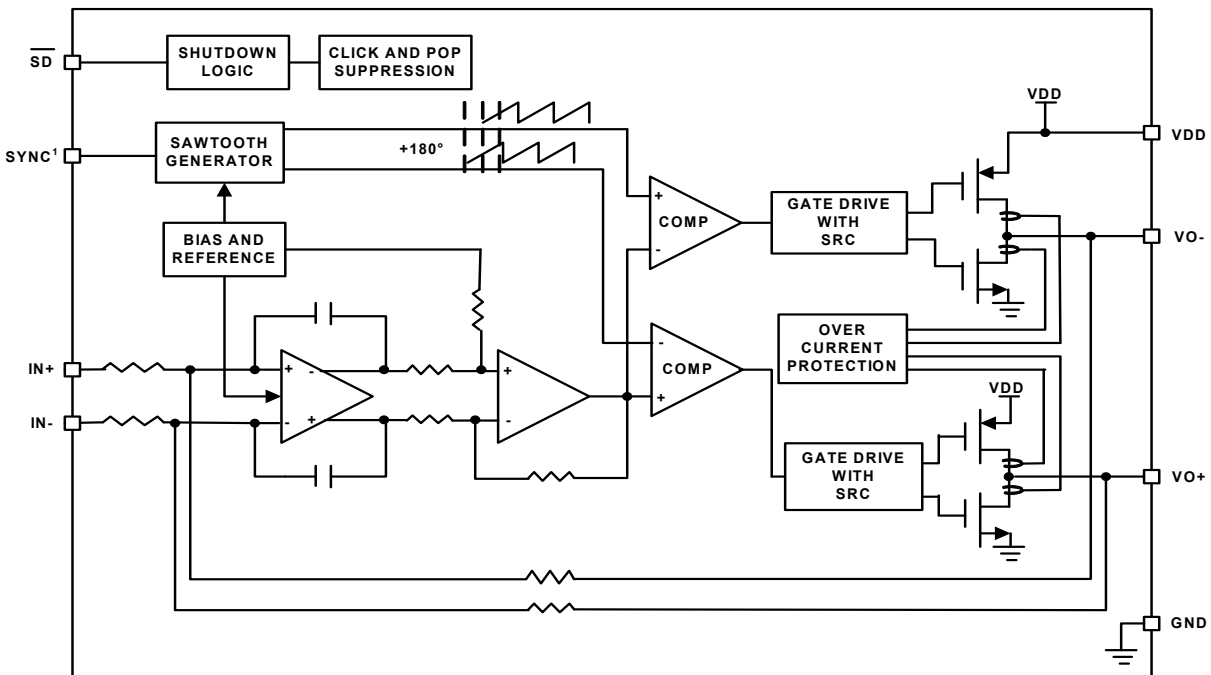 SD
SHUTDOWN
LOGIC
CLICK AND POP
SUPPRESSION
VDD
VDD
SYNC¹
SAWTOOTH
GENERATOR
+180°
+
COMP
-
GATE DRIVE
WITH
SRC
BIAS AND
REFERENCE
VO-
OVER
CURRENT
PROTECTION
-
COMP
+
IN+
+
-
+
IN-
-
+
-
VDD
GATE DRIVE
WITH
SRC
VO+
GND